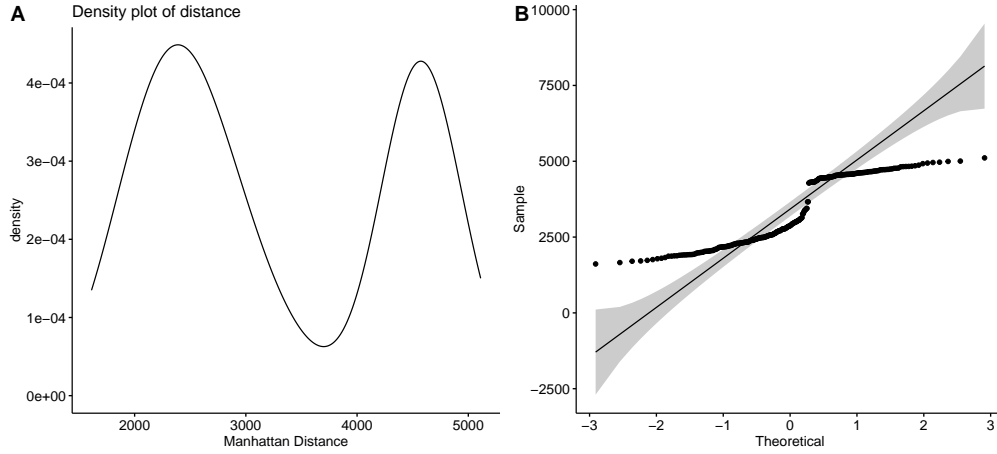 A
Density plot of distance
density
4e−04
3e−04
2e−04
1e−04
0e+00
2000 3000 4000 5000
Manhattan Distance
B
Sample
10000
7500
5000
2500
0
−2500
−3 −2 −1 0 1 2 3
Theoretical